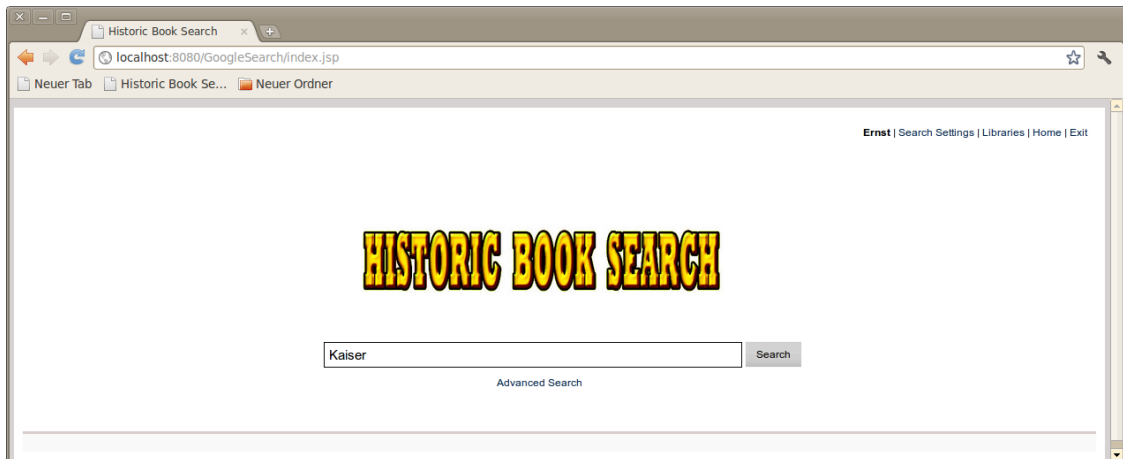 Historic Book Search
localhost:8080/GoogleSearch/index.jsp
Neuer Tab Historic Book Se... Neuer Ordner
Ernst | Search Settings | Libraries | Home | Exit
HISTORIC BOOK SEARCH
Kaiser Search
Advanced Search